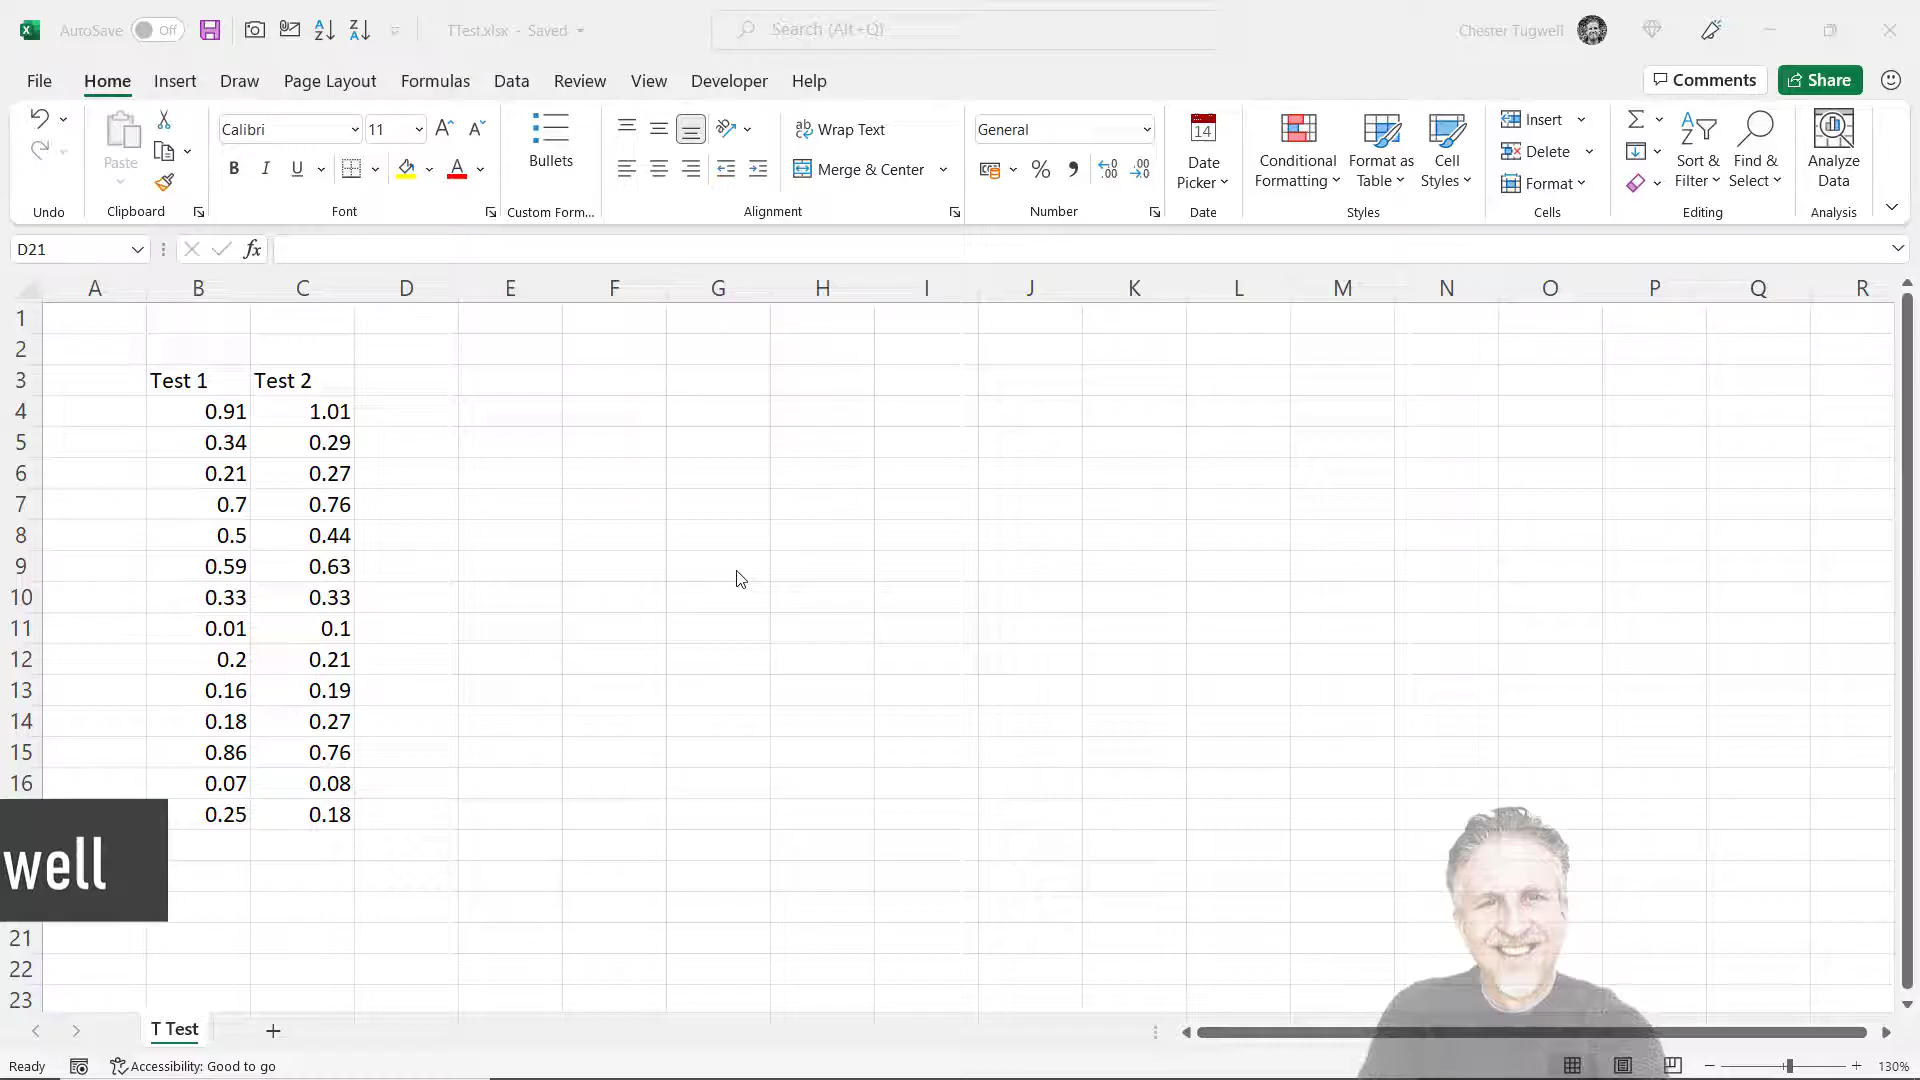 AutoSave Off TTest.xlsx - Saved Search (Alt+Q) Chester Tugwell
File Home Insert Draw Page Layout Formulas Data Review View Developer Help Comments Share
Paste
Undo
Clipboard
Calibri 11
B I U
Font
Bullets
Custom Form...
ab Wrap Text
Merge & Center
Alignment
General
% , .00 .00
Number
14
Date
Picker
Date
Conditional
Formatting
Format as
Table
Cell
Styles
Styles
Insert
Delete
Format
Cells
Sort &
Filter
Find &
Select
Editing
Analyze
Data
Analysis
D21 fx
A B C D E F G H I J K L M N O P Q R
1
2
3 Test 1 Test 2
4 0.91 1.01
5 0.34 0.29
6 0.21 0.27
7 0.7 0.76
8 0.5 0.44
9 0.59 0.63
10 0.33 0.33
11 0.01 0.1
12 0.2 0.21
13 0.16 0.19
14 0.18 0.27
15 0.86 0.76
16 0.07 0.08
0.25 0.18
well
21
22
23
T Test
Ready Accessibility: Good to go 130%